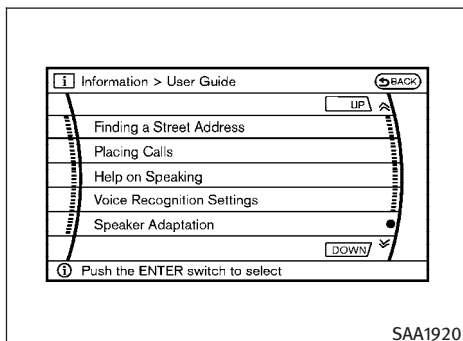 i Information > User Guide BACK
UP
Finding a Street Address
Placing Calls
Help on Speaking
Voice Recognition Settings
Speaker Adaptation
DOWN
i Push the ENTER switch to select
SAA1920